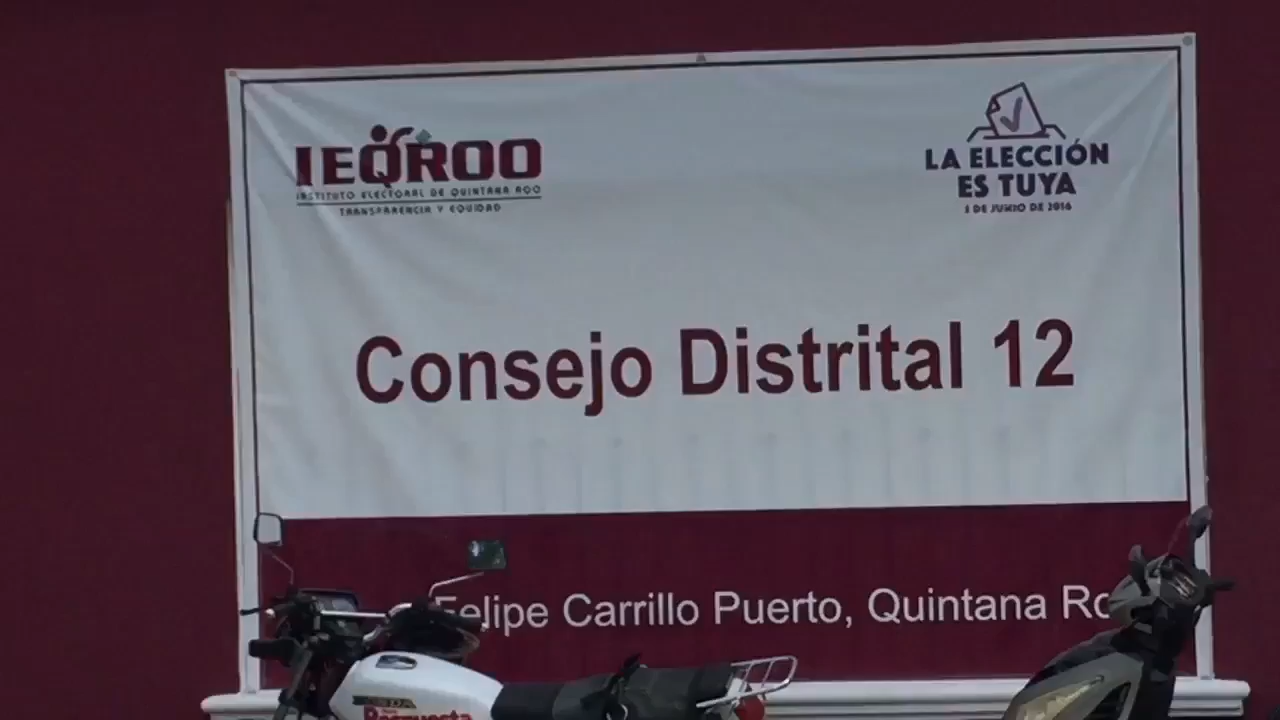 IEQROO
INSTITUTO ELECTORAL DE QUINTANA ROO
TRANSPARENCIA Y EQUIDAD
LA ELECCIÓN
ES TUYA
5 DE JUNIO DE 2016
Consejo Distrital 12
Felipe Carrillo Puerto, Quintana Ro
Respuesta